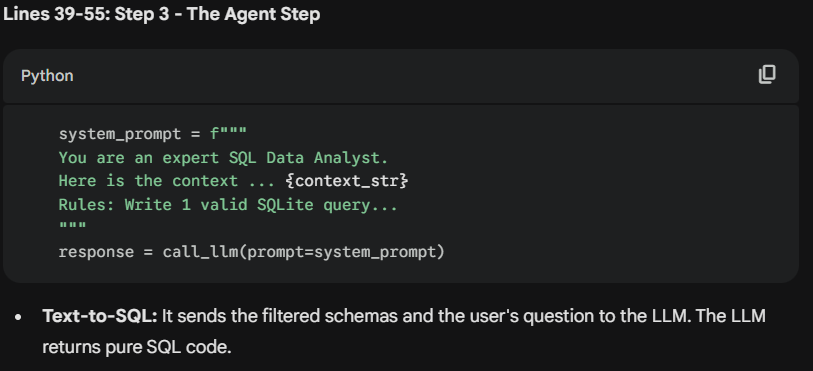 Lines 39-55: Step 3 - The Agent Step
Python
system_prompt = f"""
You are an expert SQL Data Analyst.
Here is the context ... {context_str}
Rules: Write 1 valid SQLite query...
"""
response = call_llm(prompt=system_prompt)
• Text-to-SQL: It sends the filtered schemas and the user's question to the LLM. The LLM
returns pure SQL code.